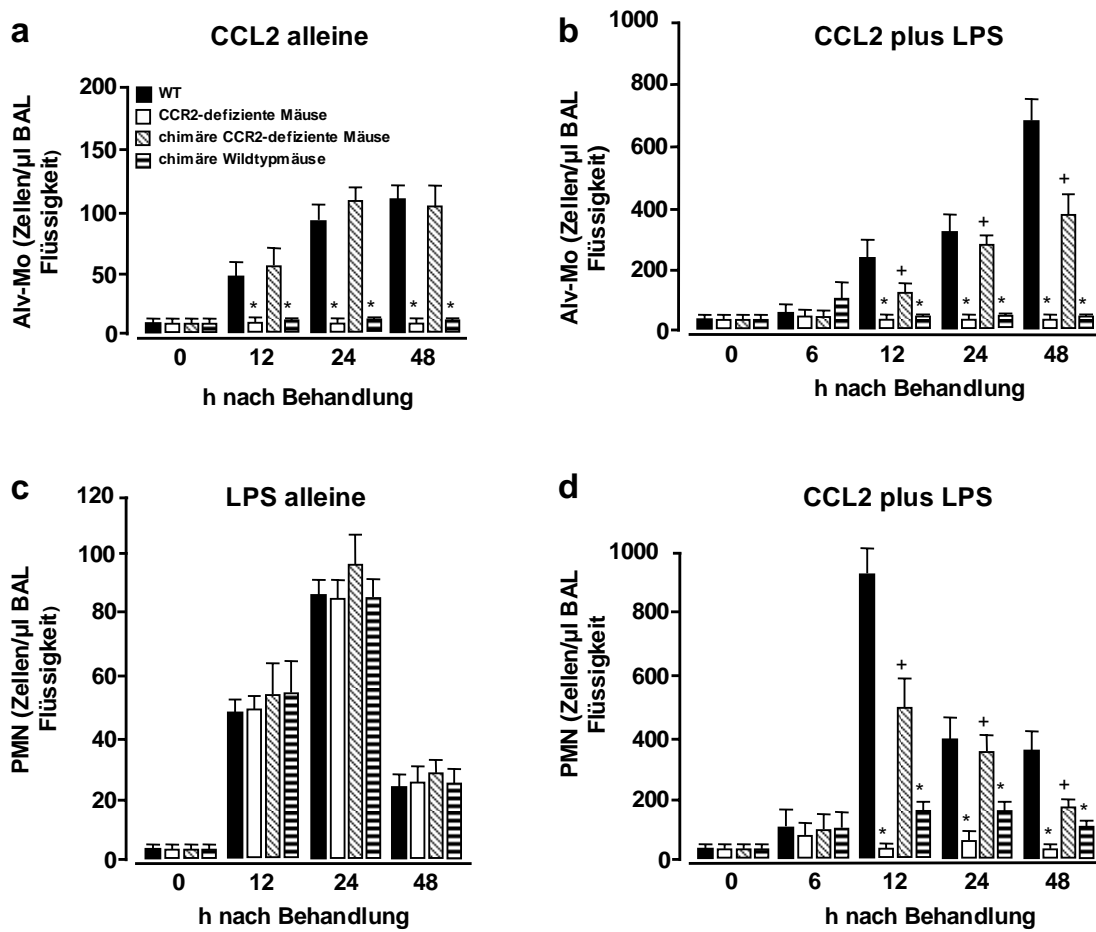 a
CCL2 alleine
Alv-Mo (Zellen/µl BAL
Flüssigkeit)
200
150
100
50
0
WT
CCR2-defiziente Mäuse
chimäre CCR2-defiziente Mäuse
chimäre Wildtypmäuse
* * * * * *
0 12 24 48
h nach Behandlung
b
CCL2 plus LPS
Alv-Mo (Zellen/µl BAL
Flüssigkeit)
1000
800
600
400
200
0
* + * * + * * + *
0 6 12 24 48
h nach Behandlung
c
LPS alleine
PMN (Zellen/µl BAL
Flüssigkeit)
120
100
80
60
40
20
0
0 12 24 48
h nach Behandlung
d
CCL2 plus LPS
PMN (Zellen/µl BAL
Flüssigkeit
1000
800
600
400
200
0
* + * * + * * + *
0 6 12 24 48
h nach Behandlung